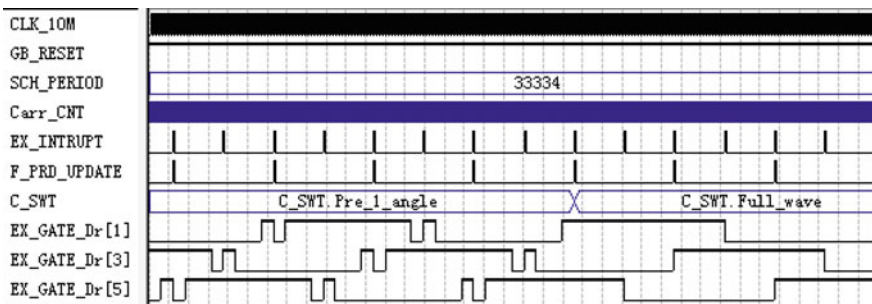 CLK_10M
GB_RESET
SCH_PERIOD 33334
Carr_CNT
EX_INTRUPT
F_PRD_UPDATE
C_SWT C_SWT.Pre_1_angle C_SWT.Full_wave
EX_GATE_Dr[1]
EX_GATE_Dr[3]
EX_GATE_Dr[5]